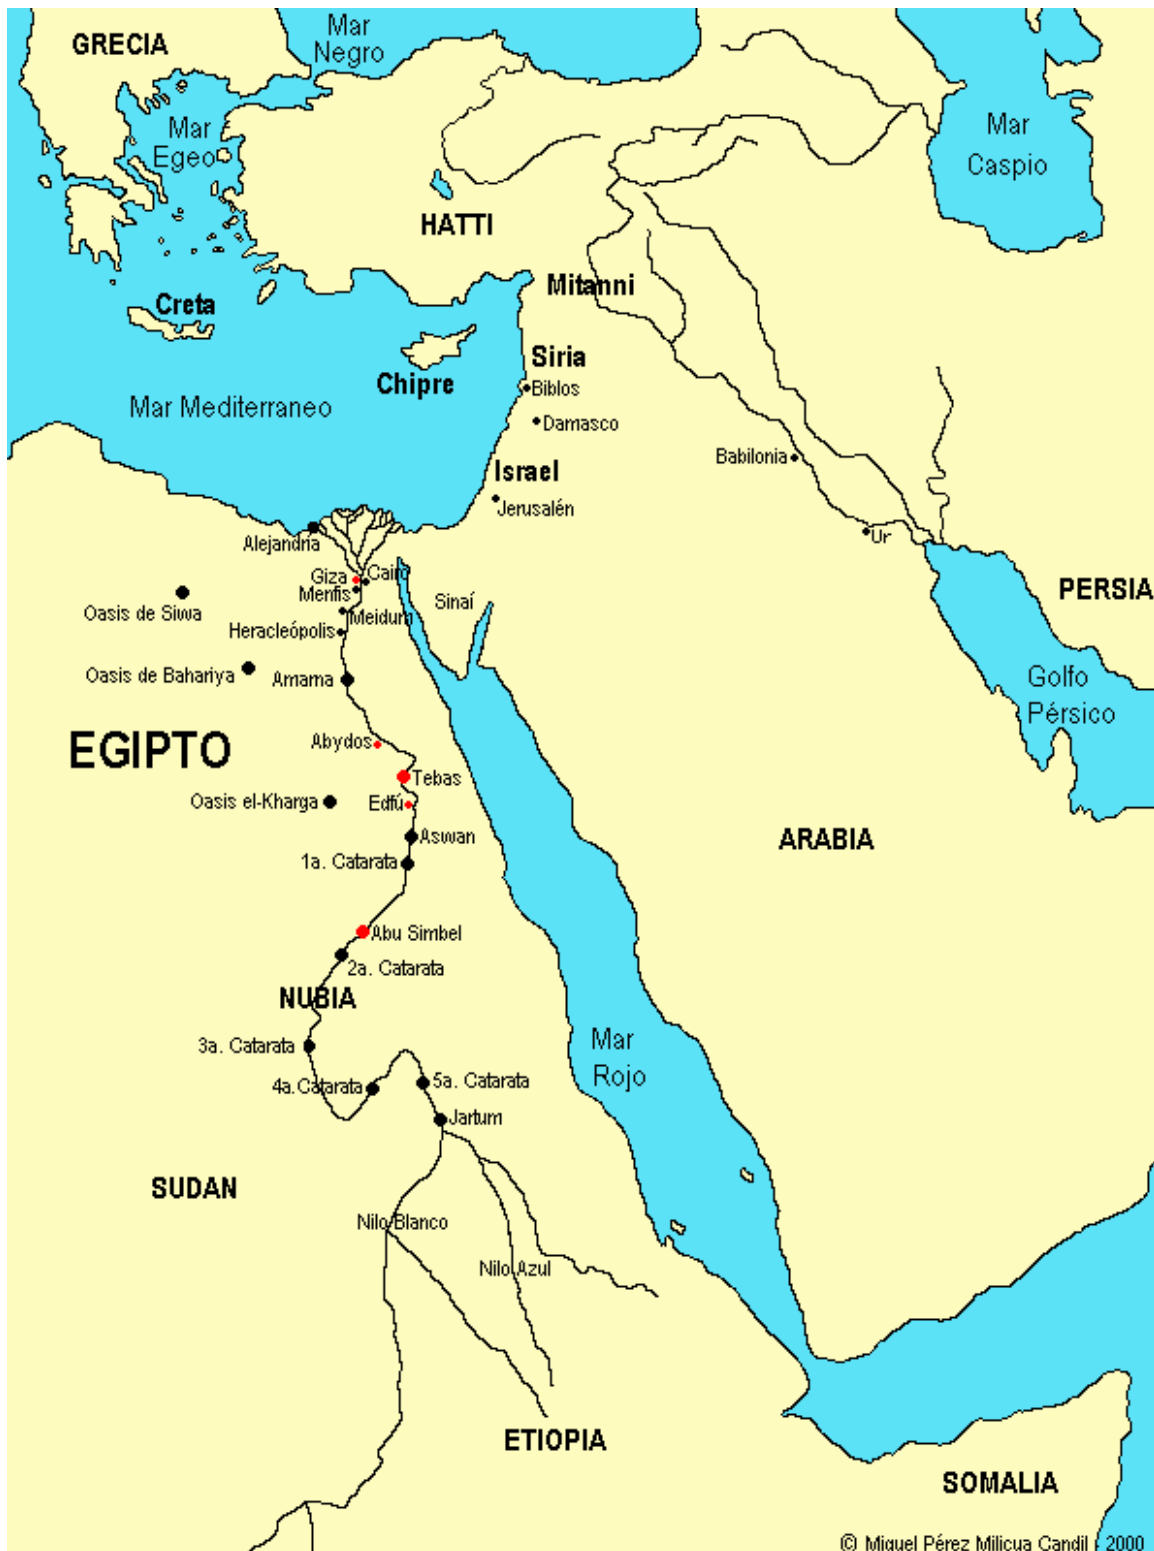 GRECIA
Mar
Negro
Mar
Egeo
Mar
Caspio
HATTI
Mitanni
Creta
Siria
Chipre
Biblos
Mar Mediterraneo
Damasco
Babilonia
Israel
Jerusalén
Ur
Alejandria
Giza
Cairo
Menfis
PERSIA
Sinaí
Oasis de Siwa
Meidum
Heracleópolis
Oasis de Bahariya
Amarna
Golfo
Pérsico
Abydos
EGIPTO
Tebas
Oasis el-Kharga
Edfú
Aswan
ARABIA
1a. Catarata
Abu Simbel
2a. Catarata
NUBIA
Mar
Rojo
3a. Catarata
4a.Catarata
5a. Catarata
Jartum
SUDAN
Nilo Blanco
Nilo Azul
ETIOPIA
SOMALIA
© Miguel Pérez Milicua Candil - 2000